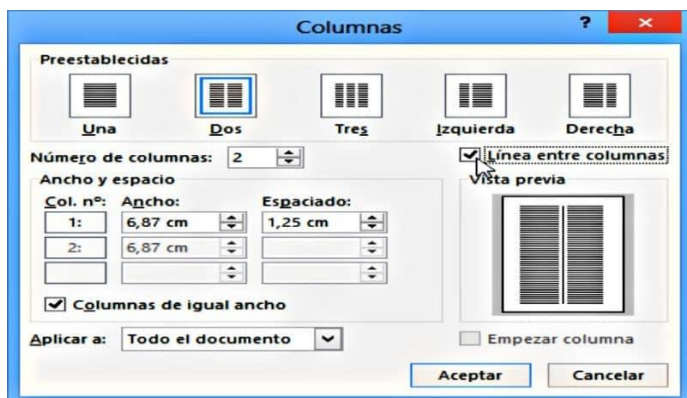 Columnas ?
Preestablecidas
Una Dos Tres Izquierda Derecha
Número de columnas: 2
Línea entre columnas
Ancho y espacio
Vista previa
Col. nº: Ancho: Espaciado:
1: 6,87 cm 1,25 cm
2: 6,87 cm
Columnas de igual ancho
Aplicar a: Todo el documento
Empezar columna
Aceptar Cancelar